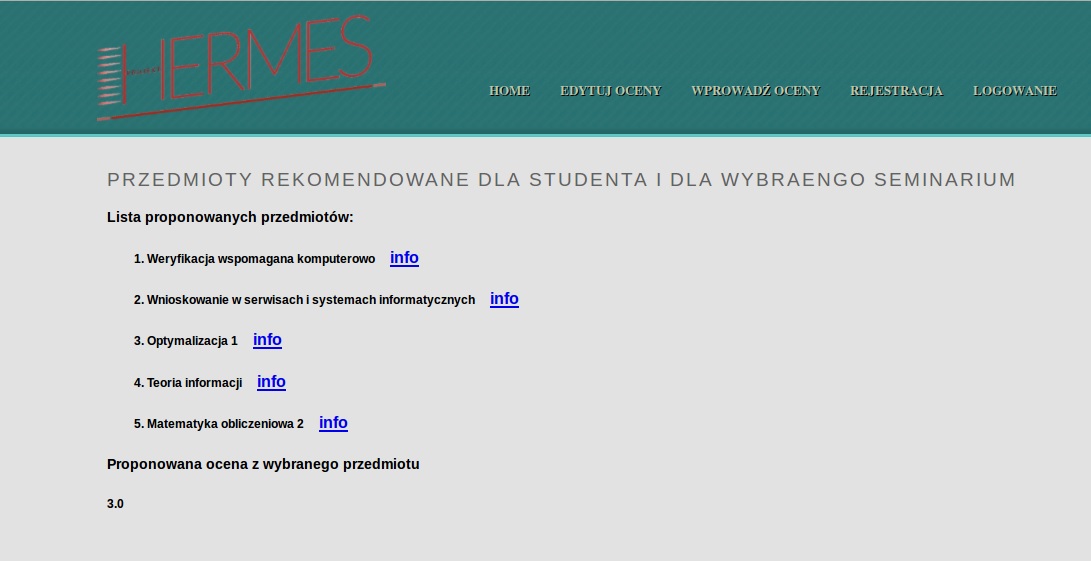 HERMES
HOME EDYTUJ OCENY WPROWADŹ OCENY REJESTRACJA LOGOWANIE
PRZEDMIOTY REKOMENDOWANE DLA STUDENTA I DLA WYBRAENGO SEMINARIUM
Lista proponowanych przedmiotów:
1. Weryfikacja wspomagana komputerowo info
2. Wnioskowanie w serwisach i systemach informatycznych info
3. Optymalizacja 1 info
4. Teoria informacji info
5. Matematyka obliczeniowa 2 info
Proponowana ocena z wybranego przedmiotu
3.0